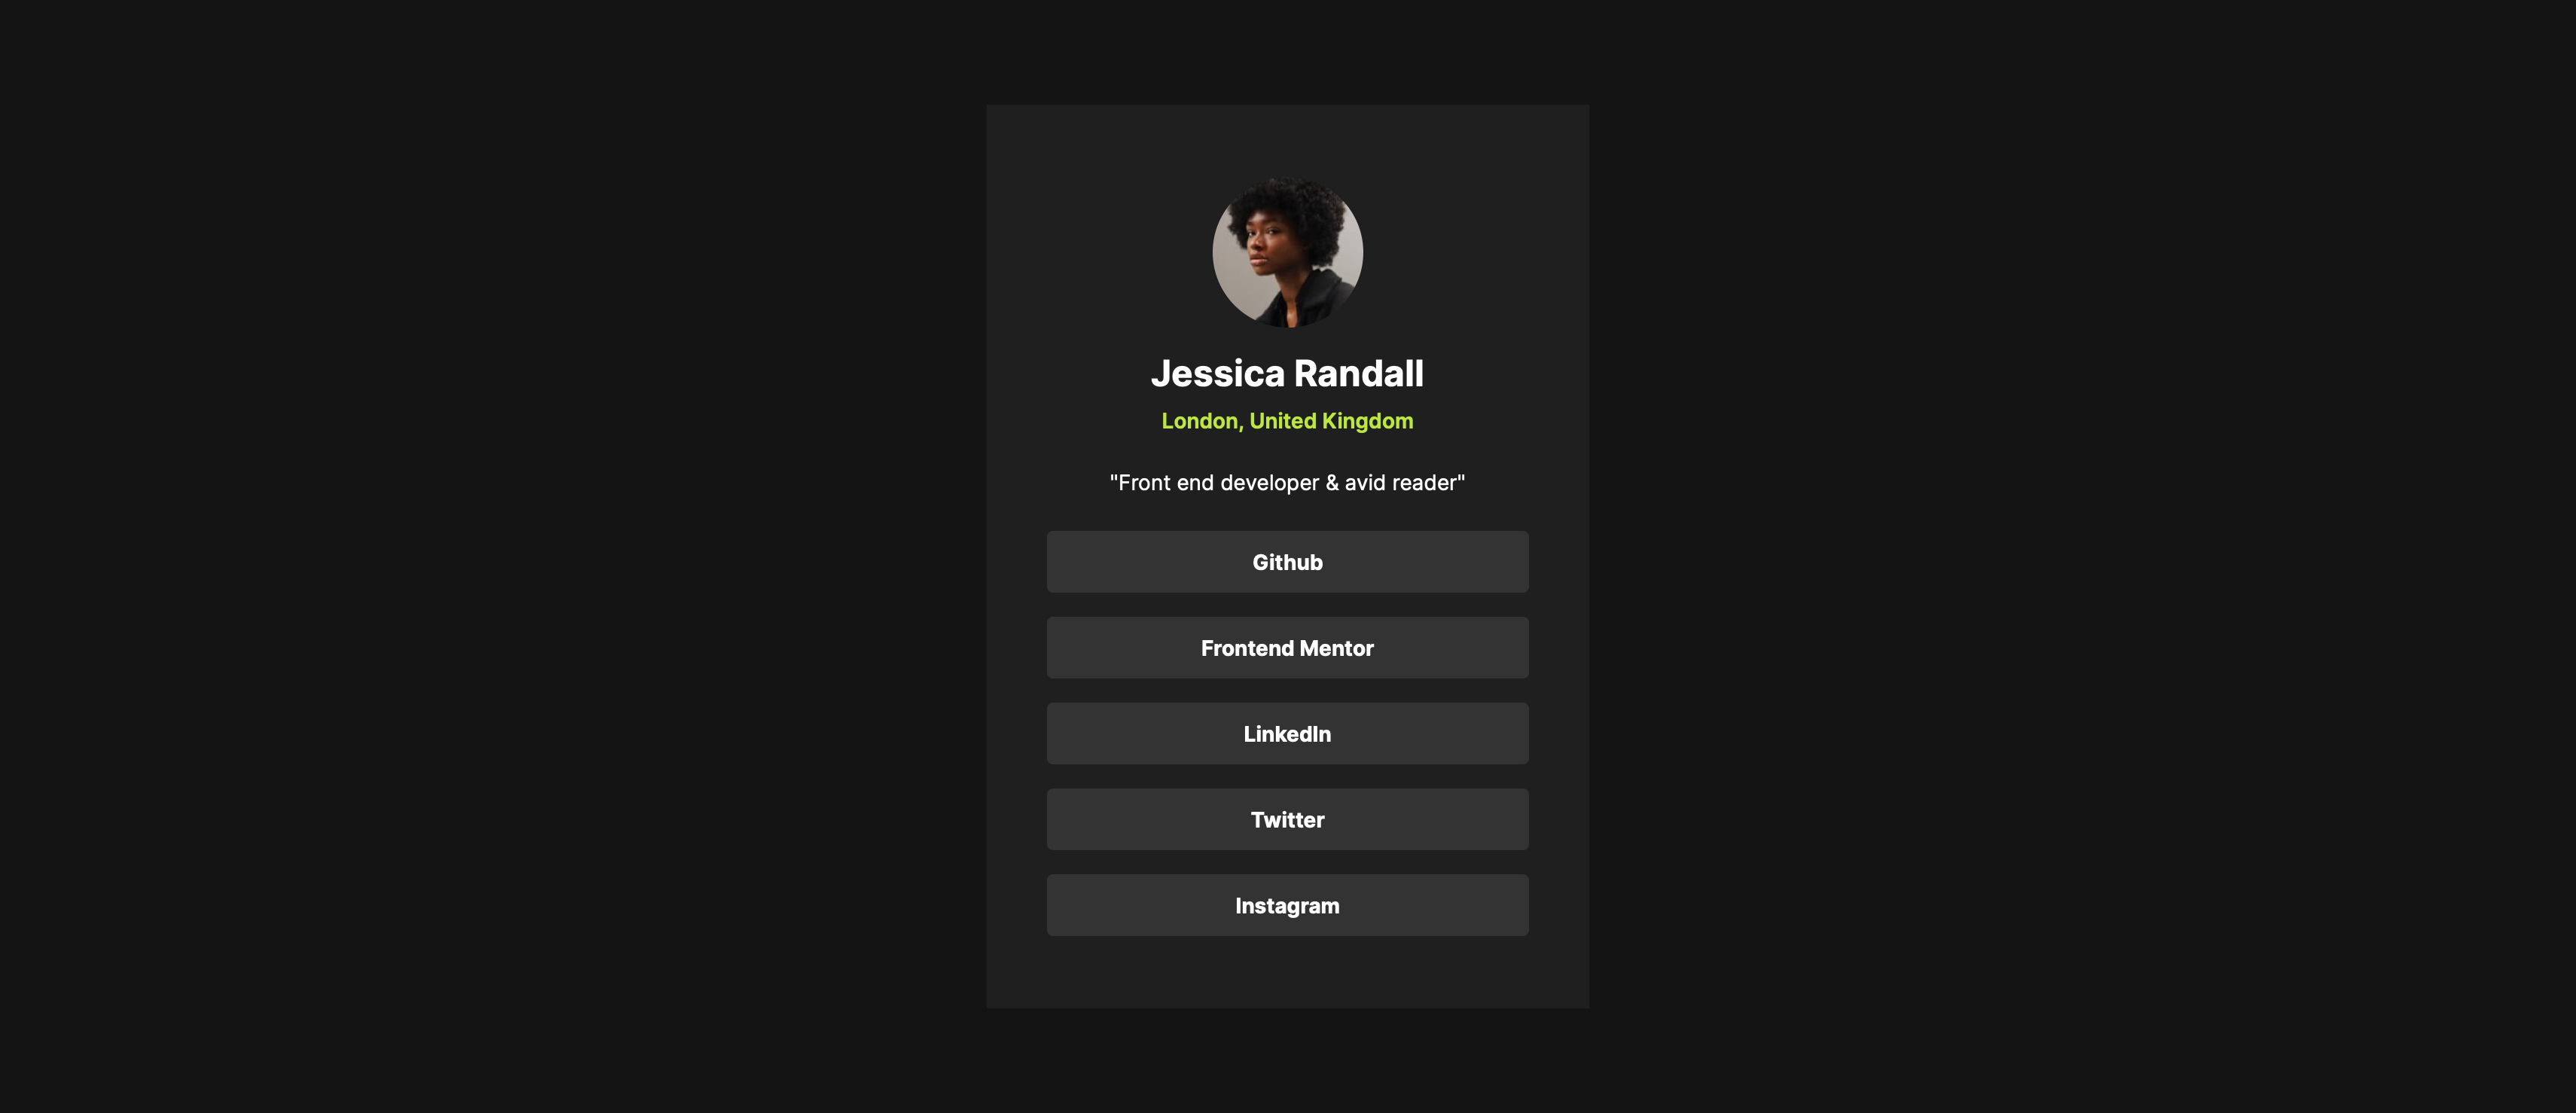 Jessica Randall
London, United Kingdom
"Front end developer & avid reader"
Github
Frontend Mentor
LinkedIn
Twitter
Instagram